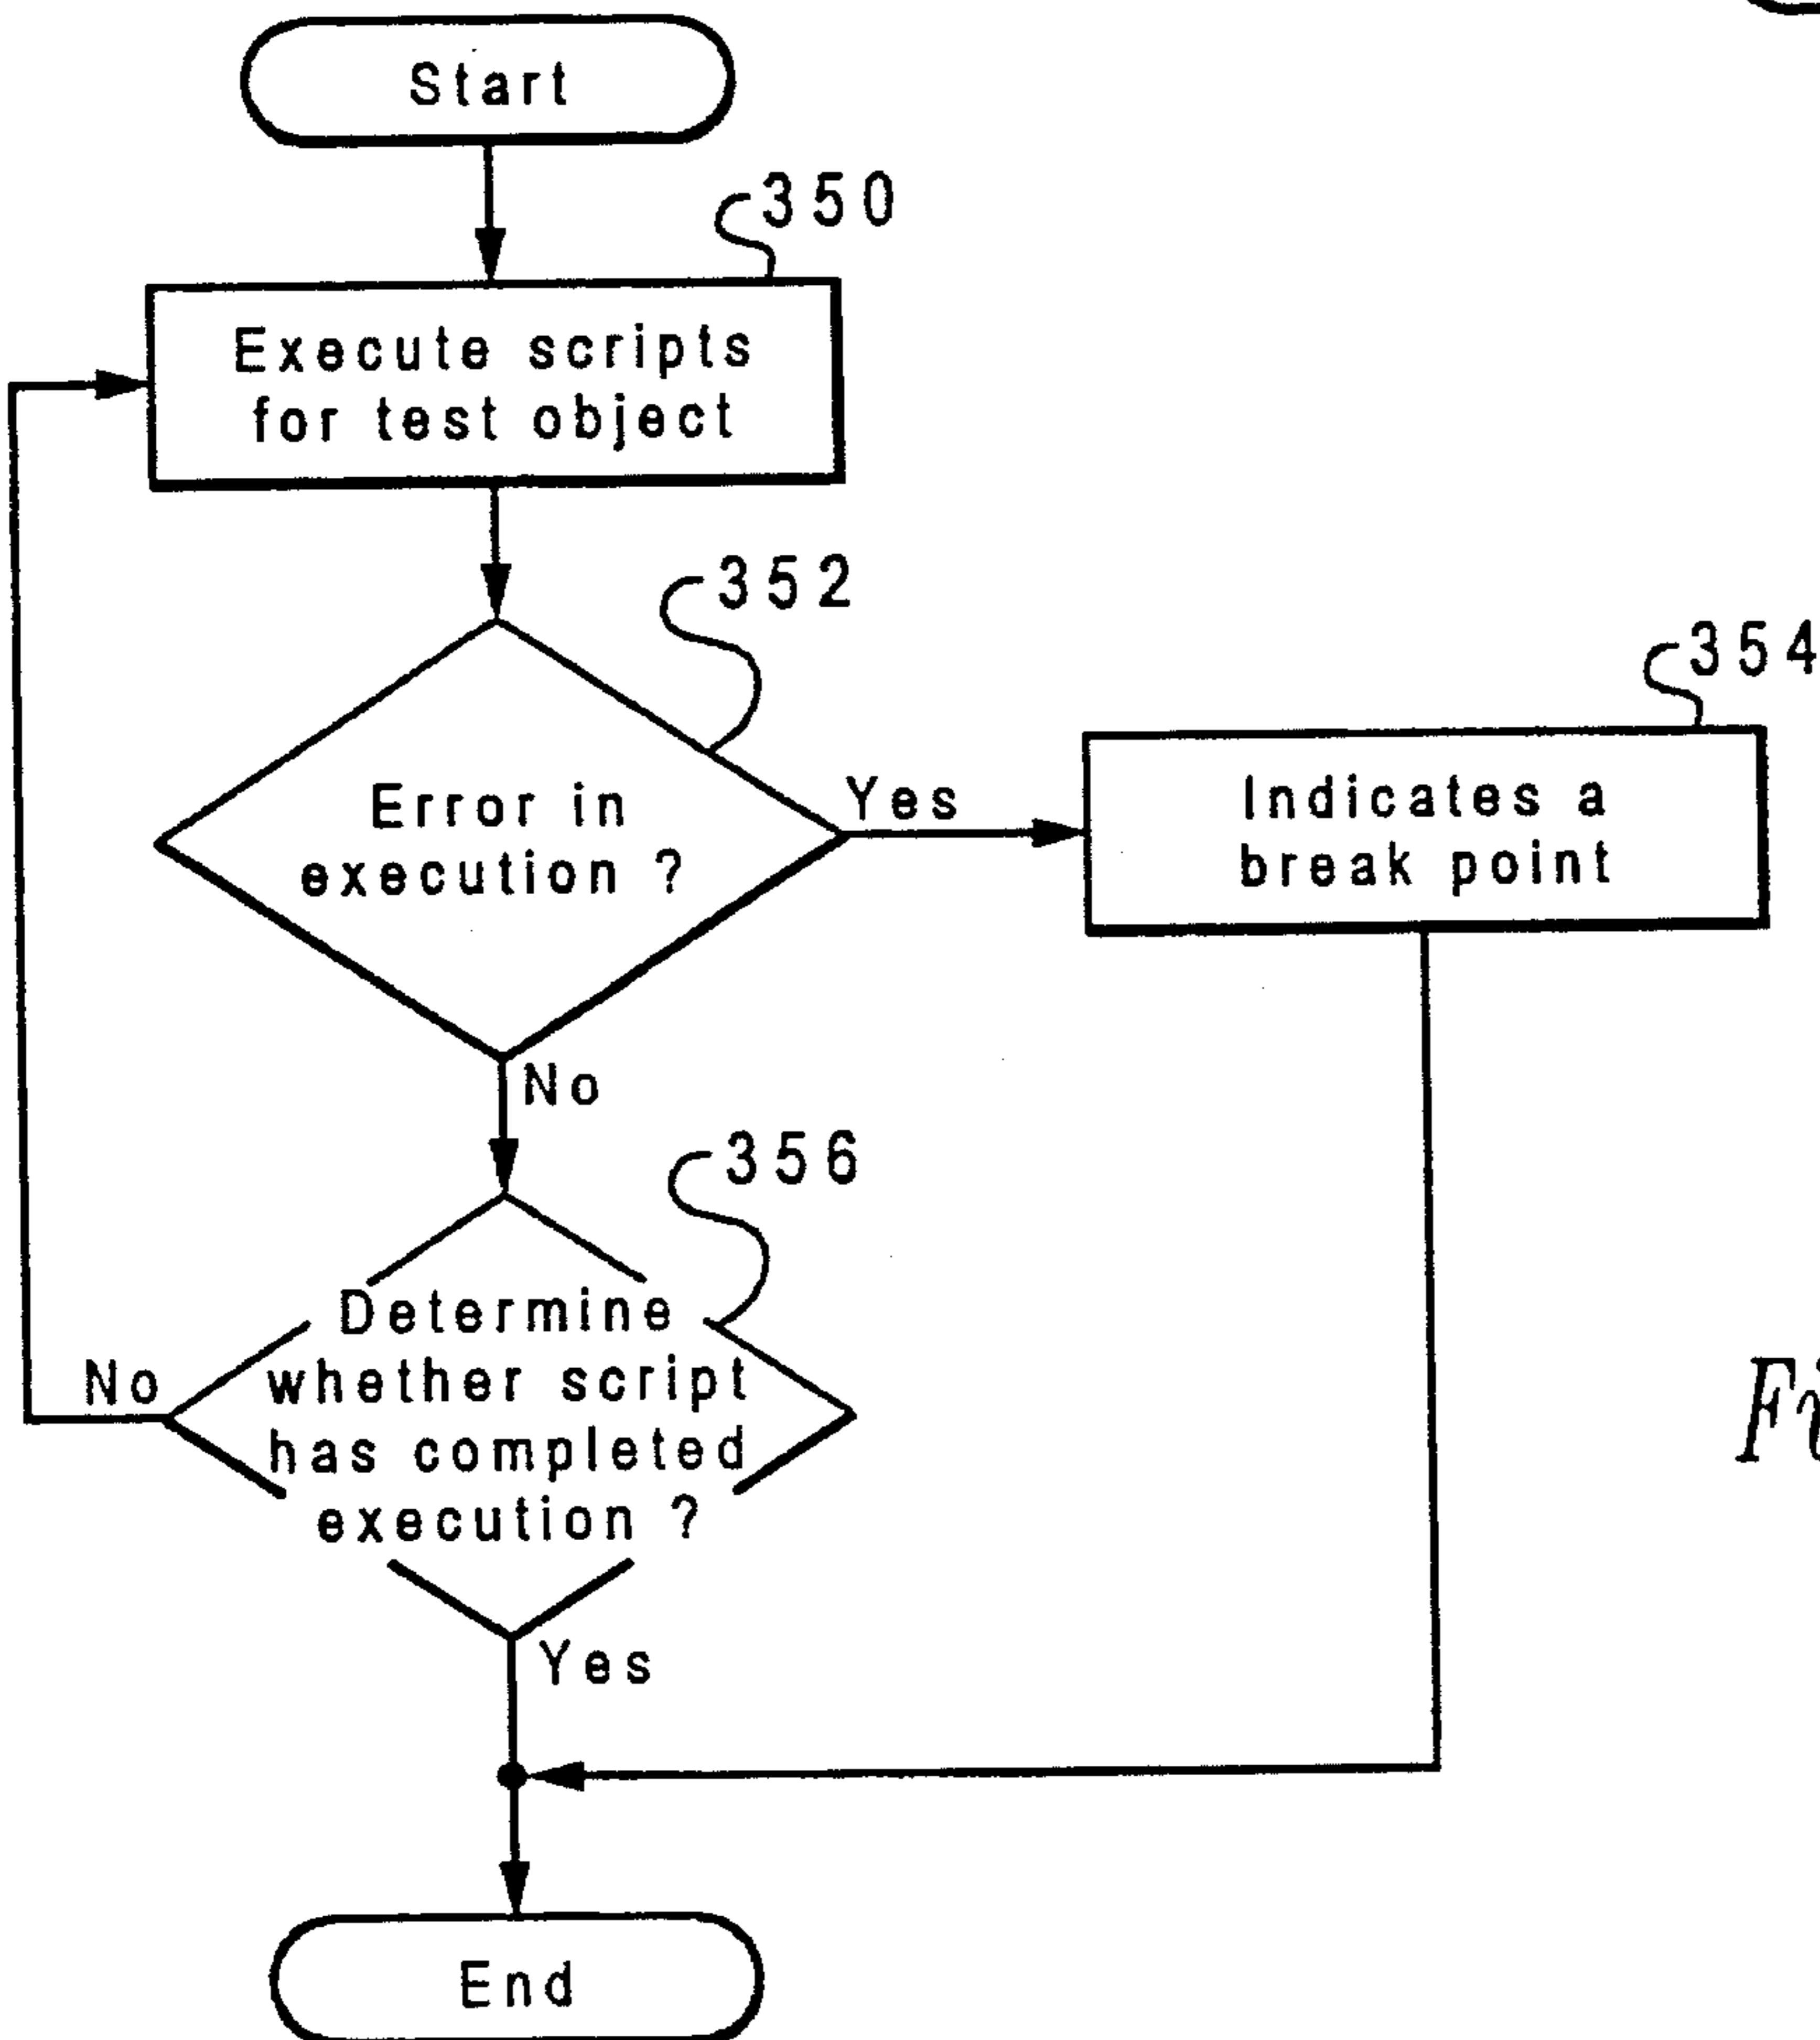 Start
350
Execute scripts
for test object
352
354
Error in
execution ?
Yes
Indicates a
break point
No
356
Determine
whether script
has completed
execution ?
No
Yes
End